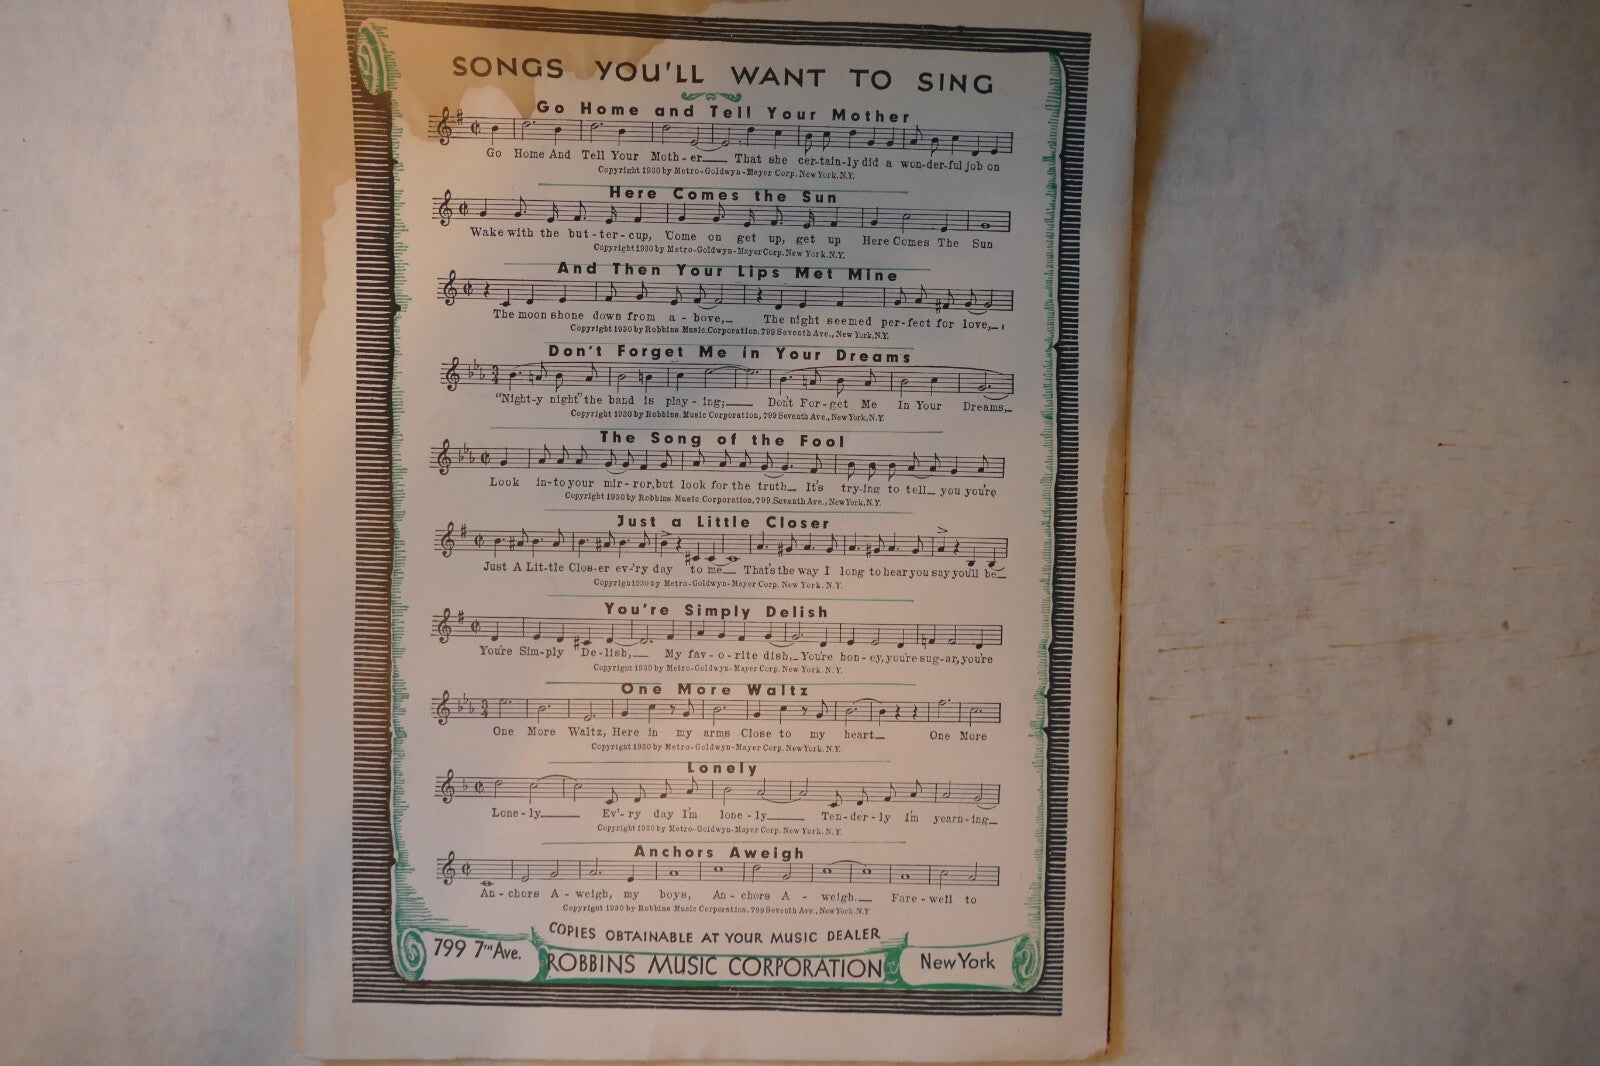 SONGS YOU'LL WANT TO SING
Go Home and Tell Your Mother
Go Home And Tell Your Moth-er__ That she cer-tain-ly did a won-der-ful job on
Copyright 1930 by Metro-Goldwyn-Mayer Corp. New York, N.Y.
Here Comes the Sun
Wake with the but-ter-cup, Come on get up, get up Here Comes The Sun
Copyright 1930 by Metro-Goldwyn-Mayer Corp. New York, N.Y.
And Then Your Lips Met Mine
The moon shone down from a-bove,_ The night seemed per-fect for love,_
Copyright 1930 by Robbins Music Corporation, 799 Seventh Ave., New York, N.Y.
Don't Forget Me in Your Dreams
"Night-y night" the band is play-ing;__ Don't For-get Me In Your Dreams,_
Copyright 1930 by Robbins Music Corporation, 799 Seventh Ave., New York, N.Y.
The Song of the Fool
Look in-to your mir-ror, but look for the truth_ It's try-ing to tell_ you you're
Copyright 1930 by Robbins Music Corporation, 799 Seventh Ave., New York, N.Y.
Just a Little Closer
Just A Lit-tle Clos-er ev-'ry day to me_ That's the way I long to hear you say you'll be_
Copyright 1930 by Metro-Goldwyn-Mayer Corp. New York, N.Y.
You're Simply Delish
You're Sim-ply "De-lish,__ My fav-o-rite dish,_ You're hon-ey, you're sug-ar, you're
Copyright 1930 by Metro-Goldwyn-Mayer Corp. New York, N.Y.
One More Waltz
One More Waltz, Here in my arms Close to my heart_ One More
Copyright 1930 by Metro-Goldwyn-Mayer Corp. New York, N.Y.
Lonely
Lone-ly____ Ev'-ry day I'm lone-ly____ Ten-der-ly I'm yearn-ing_
Copyright 1930 by Metro-Goldwyn-Mayer Corp. New York, N.Y.
Anchors Aweigh
An-chors A-weigh, my boys, An-chors A-weigh.__ Fare-well to
Copyright 1930 by Robbins Music Corporation, 799 Seventh Ave., New York, N.Y
COPIES OBTAINABLE AT YOUR MUSIC DEALER
799 7TH Ave. ROBBINS MUSIC CORPORATION New York